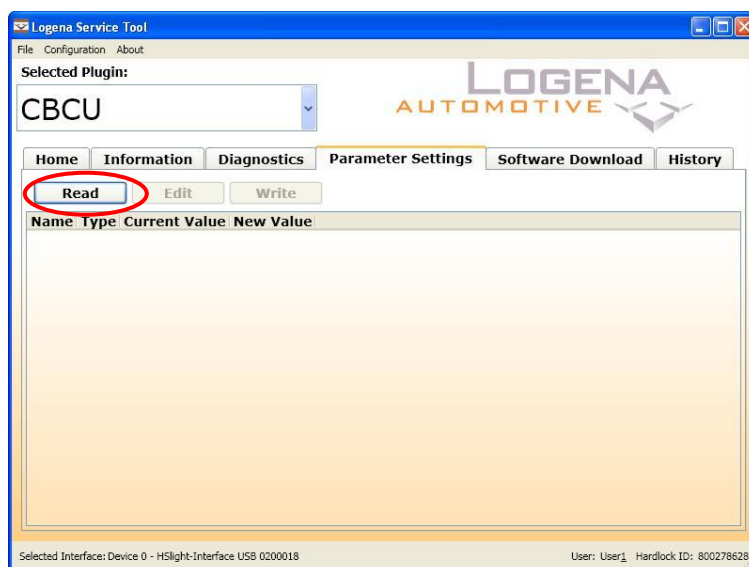 Logena Service Tool
File Configuration About
Selected Plugin:
CBCU
LOGENA
AUTOMOTIVE
Home Information Diagnostics Parameter Settings Software Download History
Read Edit Write
Name Type Current Value New Value
Selected Interface: Device 0 - HSlight-Interface USB 0200018 User: User1 Hardlock ID: 800278628